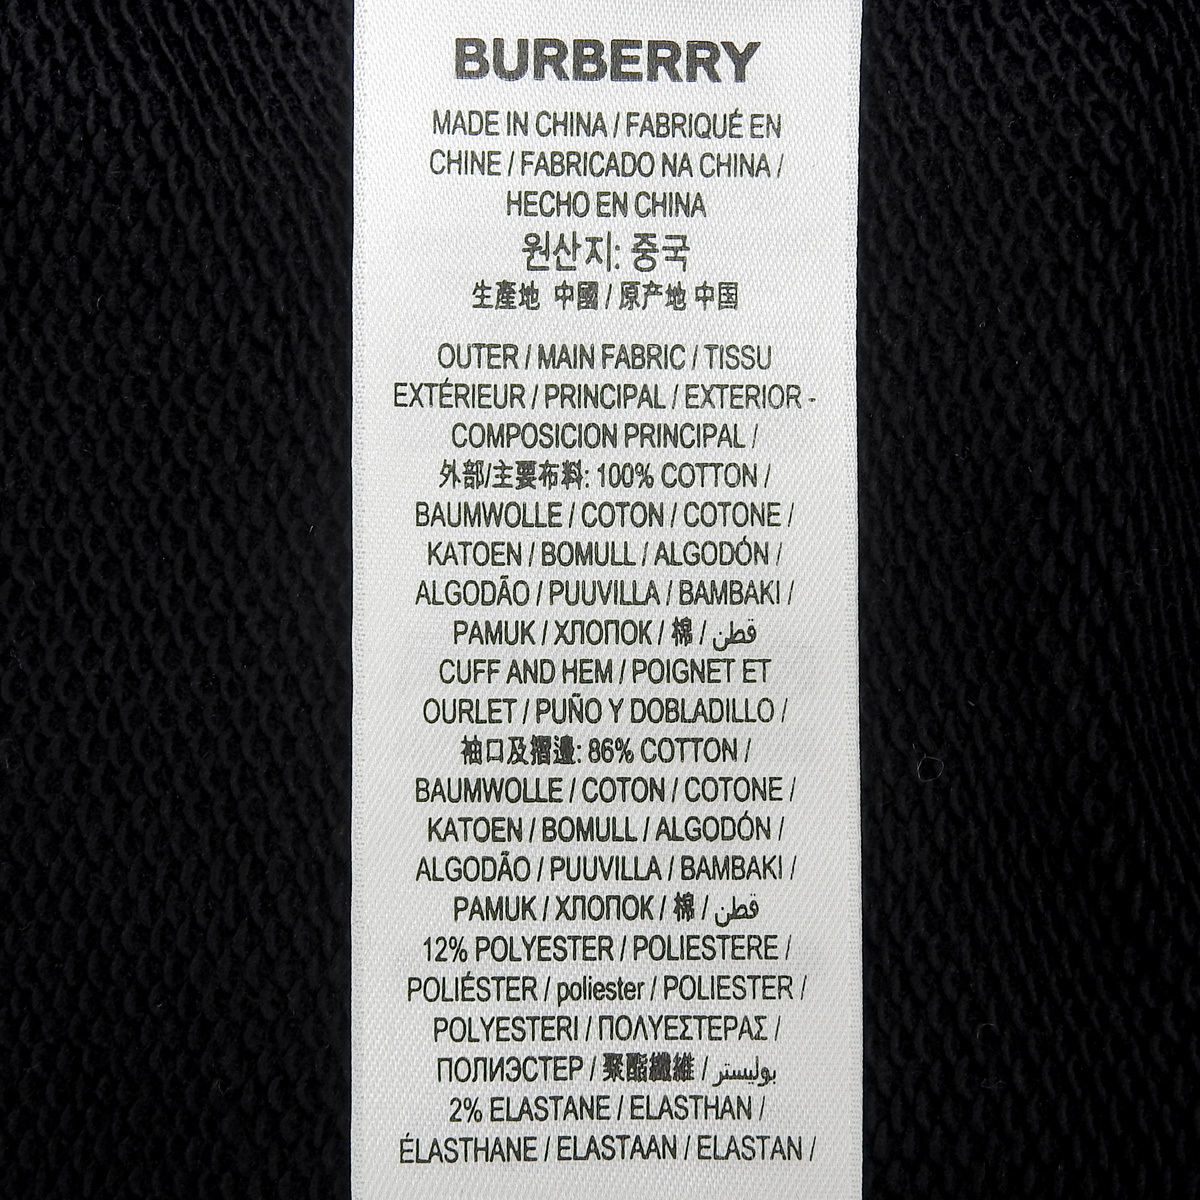 BURBERRY
MADE IN CHINA / FABRIQUÉ EN
CHINE / FABRICADO NA CHINA /
HECHO EN CHINA
원산지: 중국
生産地 中國 / 原产地 中国
OUTER / MAIN FABRIC / TISSU
EXTÉRIEUR / PRINCIPAL / EXTERIOR -
COMPOSICION PRINCIPAL /
外部/主要布料: 100% COTTON /
BAUMWOLLE / COTON / COTONE /
KATOEN / BOMULL / ALGODÓN /
ALGODÃO / PUUVILLA / BAMBAKI /
PAMUK / ХЛОПОК / 棉 / قطن
CUFF AND HEM / POIGNET ET
OURLET / PUÑO Y DOBLADILLO /
袖口及摺邊: 86% COTTON /
BAUMWOLLE / COTON / COTONE /
KATOEN / BOMULL / ALGODÓN /
ALGODÃO / PUUVILLA / BAMBAKI /
PAMUK / ХЛОПОК / 棉 / قطن
12% POLYESTER / POLIESTERE /
POLIÉSTER / poliester / POLIESTER /
POLYESTERI / ΠΟΛΥΕΣΤΕΡΑΣ /
ПОЛИЭСТЕР / 聚酯纖維 / بوليستر
2% ELASTANE / ELASTHAN /
ÉLASTHANE / ELASTAAN / ELASTAN /